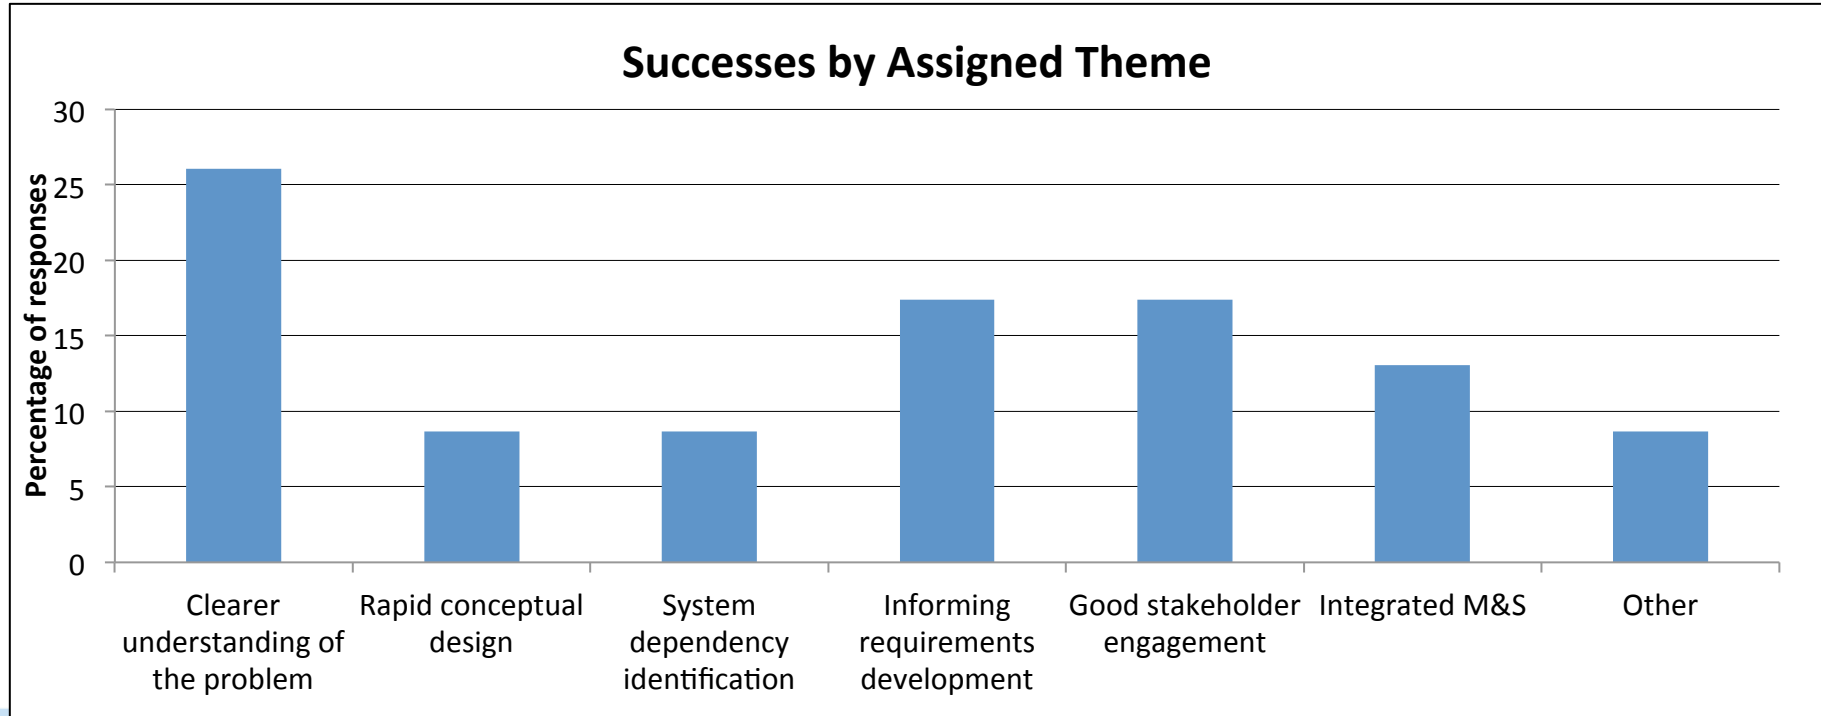 Successes by Assigned Theme
Percentage of responses
30
25
20
15
10
5
0
Clearer
understanding of
the problem
Rapid conceptual
design
System
dependency
identification
Informing
requirements
development
Good stakeholder
engagement
Integrated M&S
Other